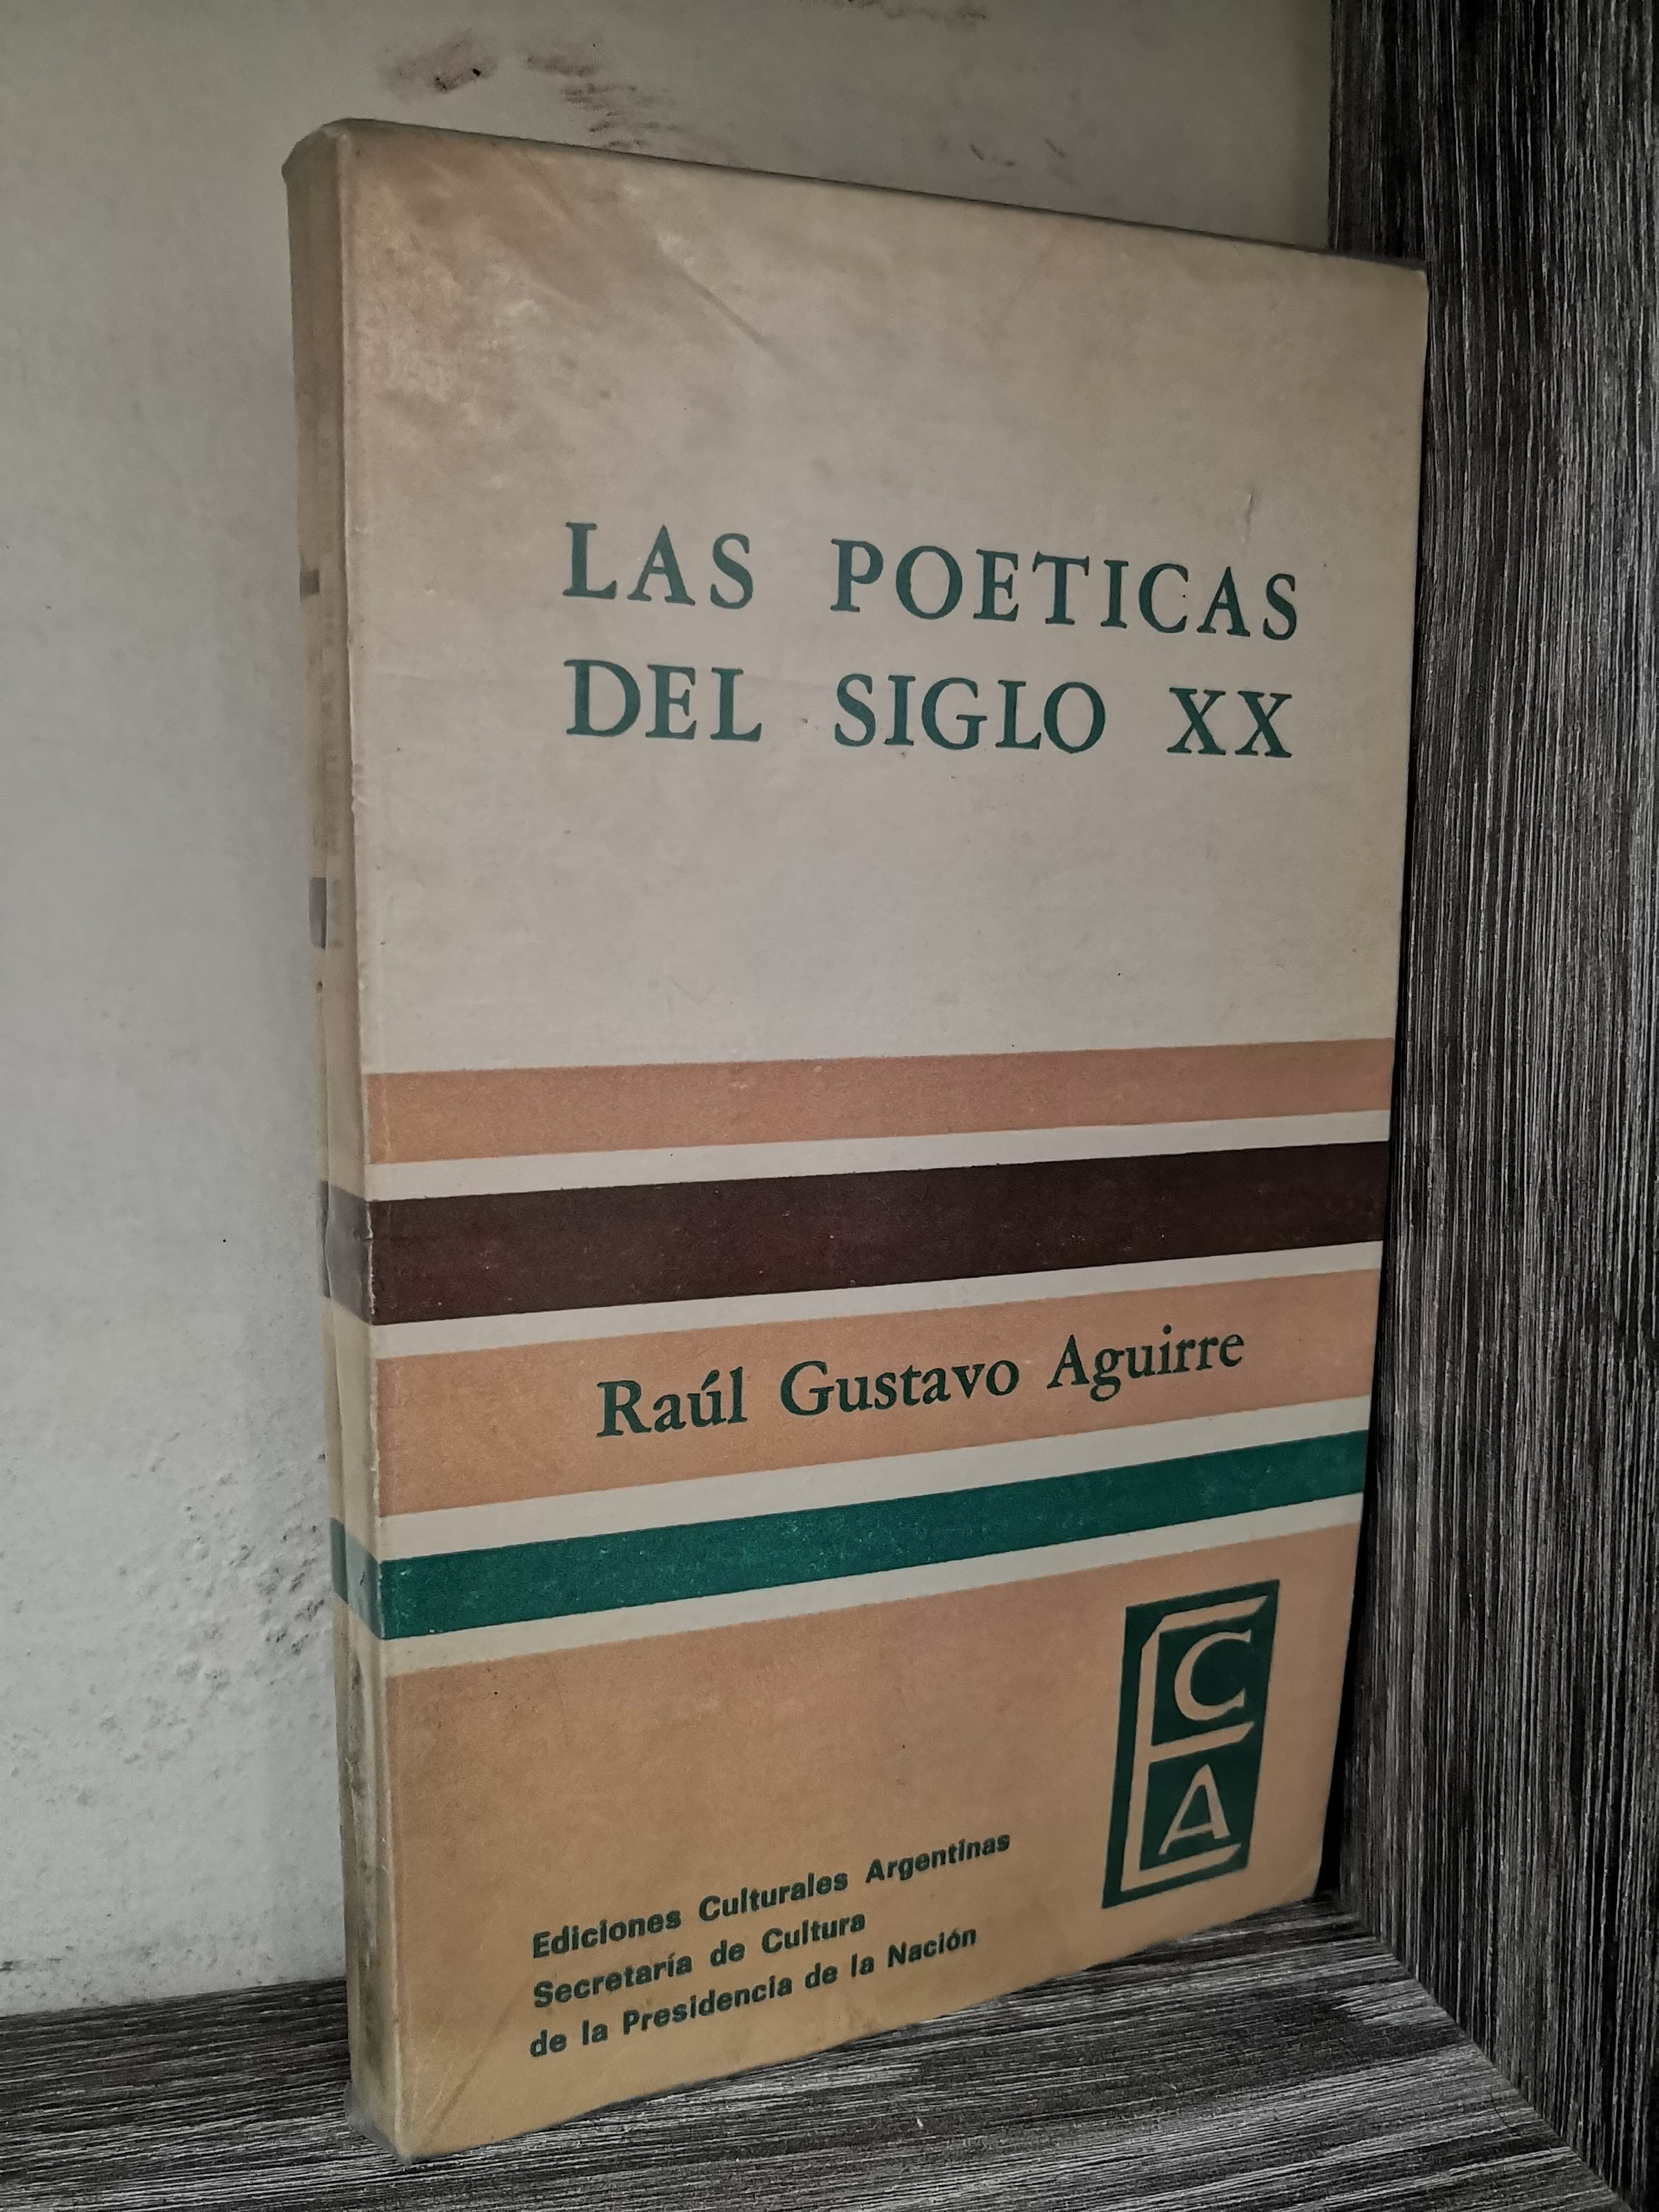 LAS POETICAS
DEL SIGLO XX
Raúl Gustavo Aguirre
ECA
Ediciones Culturales Argentinas
Secretaría de Cultura
de la Presidencia de la Nación